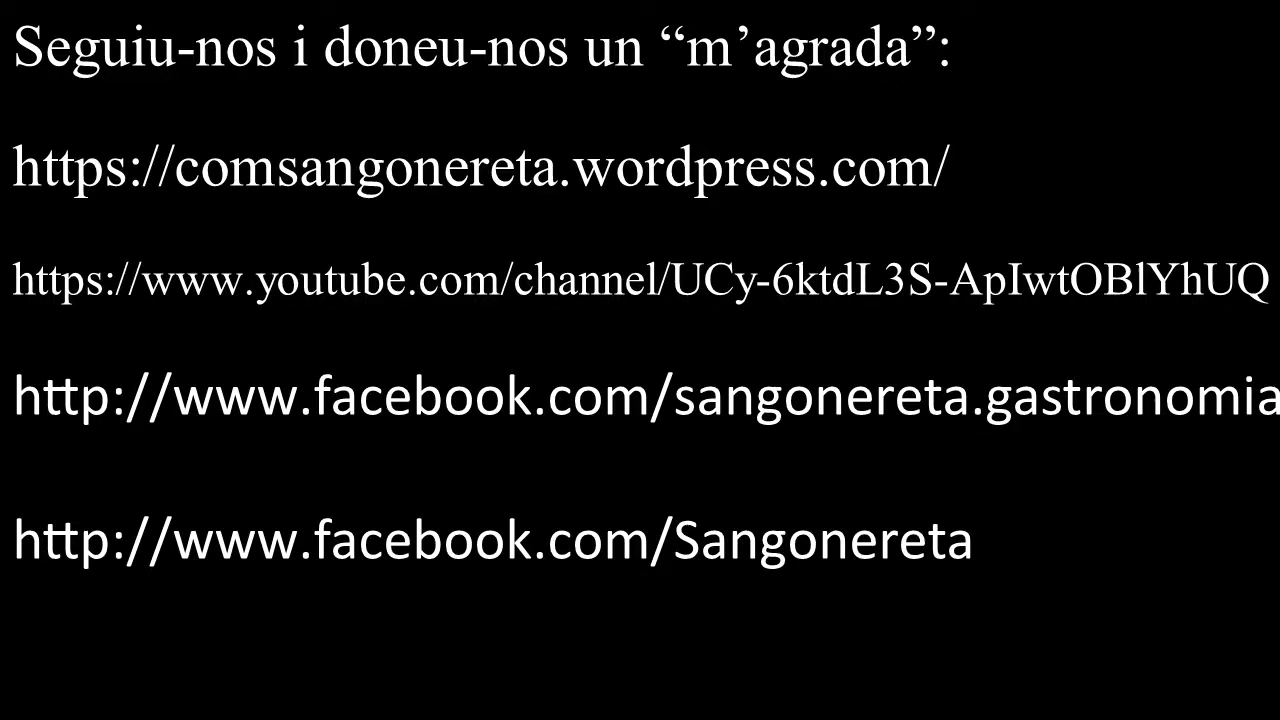 Seguiu-nos i doneu-nos un “m’agrada”:
https://comsangonereta.wordpress.com/
https://www.youtube.com/channel/UCy-6ktdL3S-ApIwtOBlYhUQ
http://www.facebook.com/sangonereta.gastronomia
http://www.facebook.com/Sangonereta